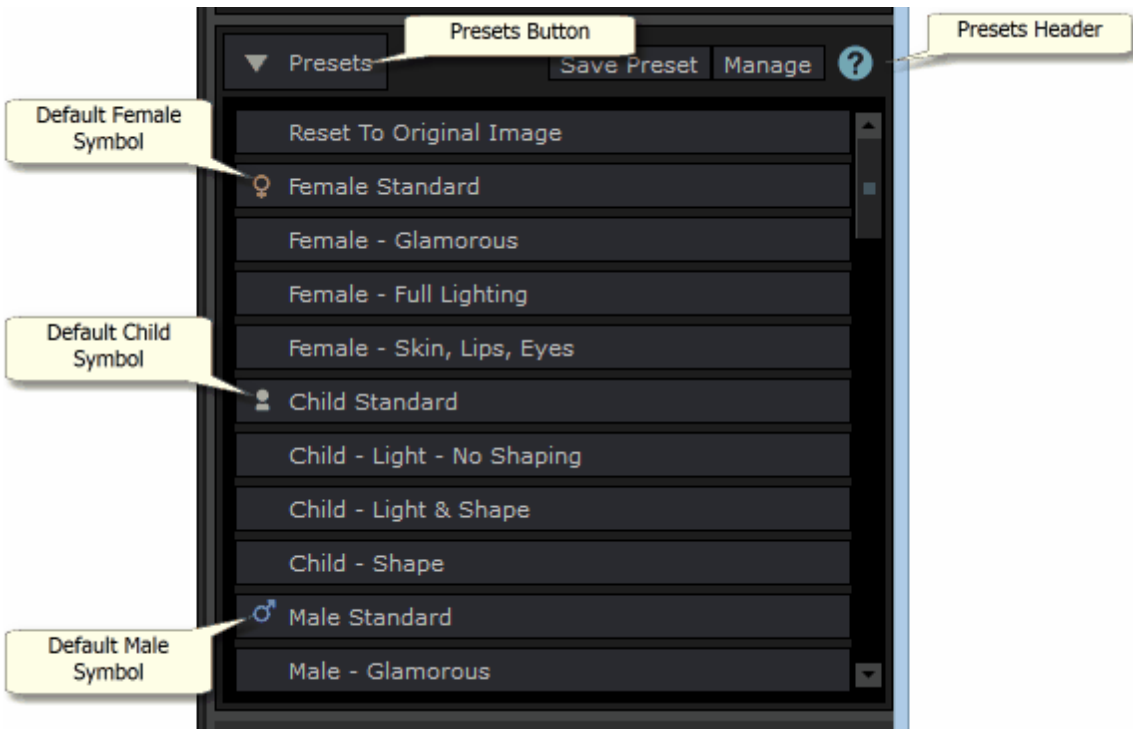 Presets Button
Presets Header
Presets
Save Preset
Manage
?
Default Female
Symbol
Reset To Original Image
Female Standard
Female - Glamorous
Female - Full Lighting
Default Child
Symbol
Female - Skin, Lips, Eyes
Child Standard
Child - Light - No Shaping
Child - Light & Shape
Child - Shape
Male Standard
Default Male
Symbol
Male - Glamorous